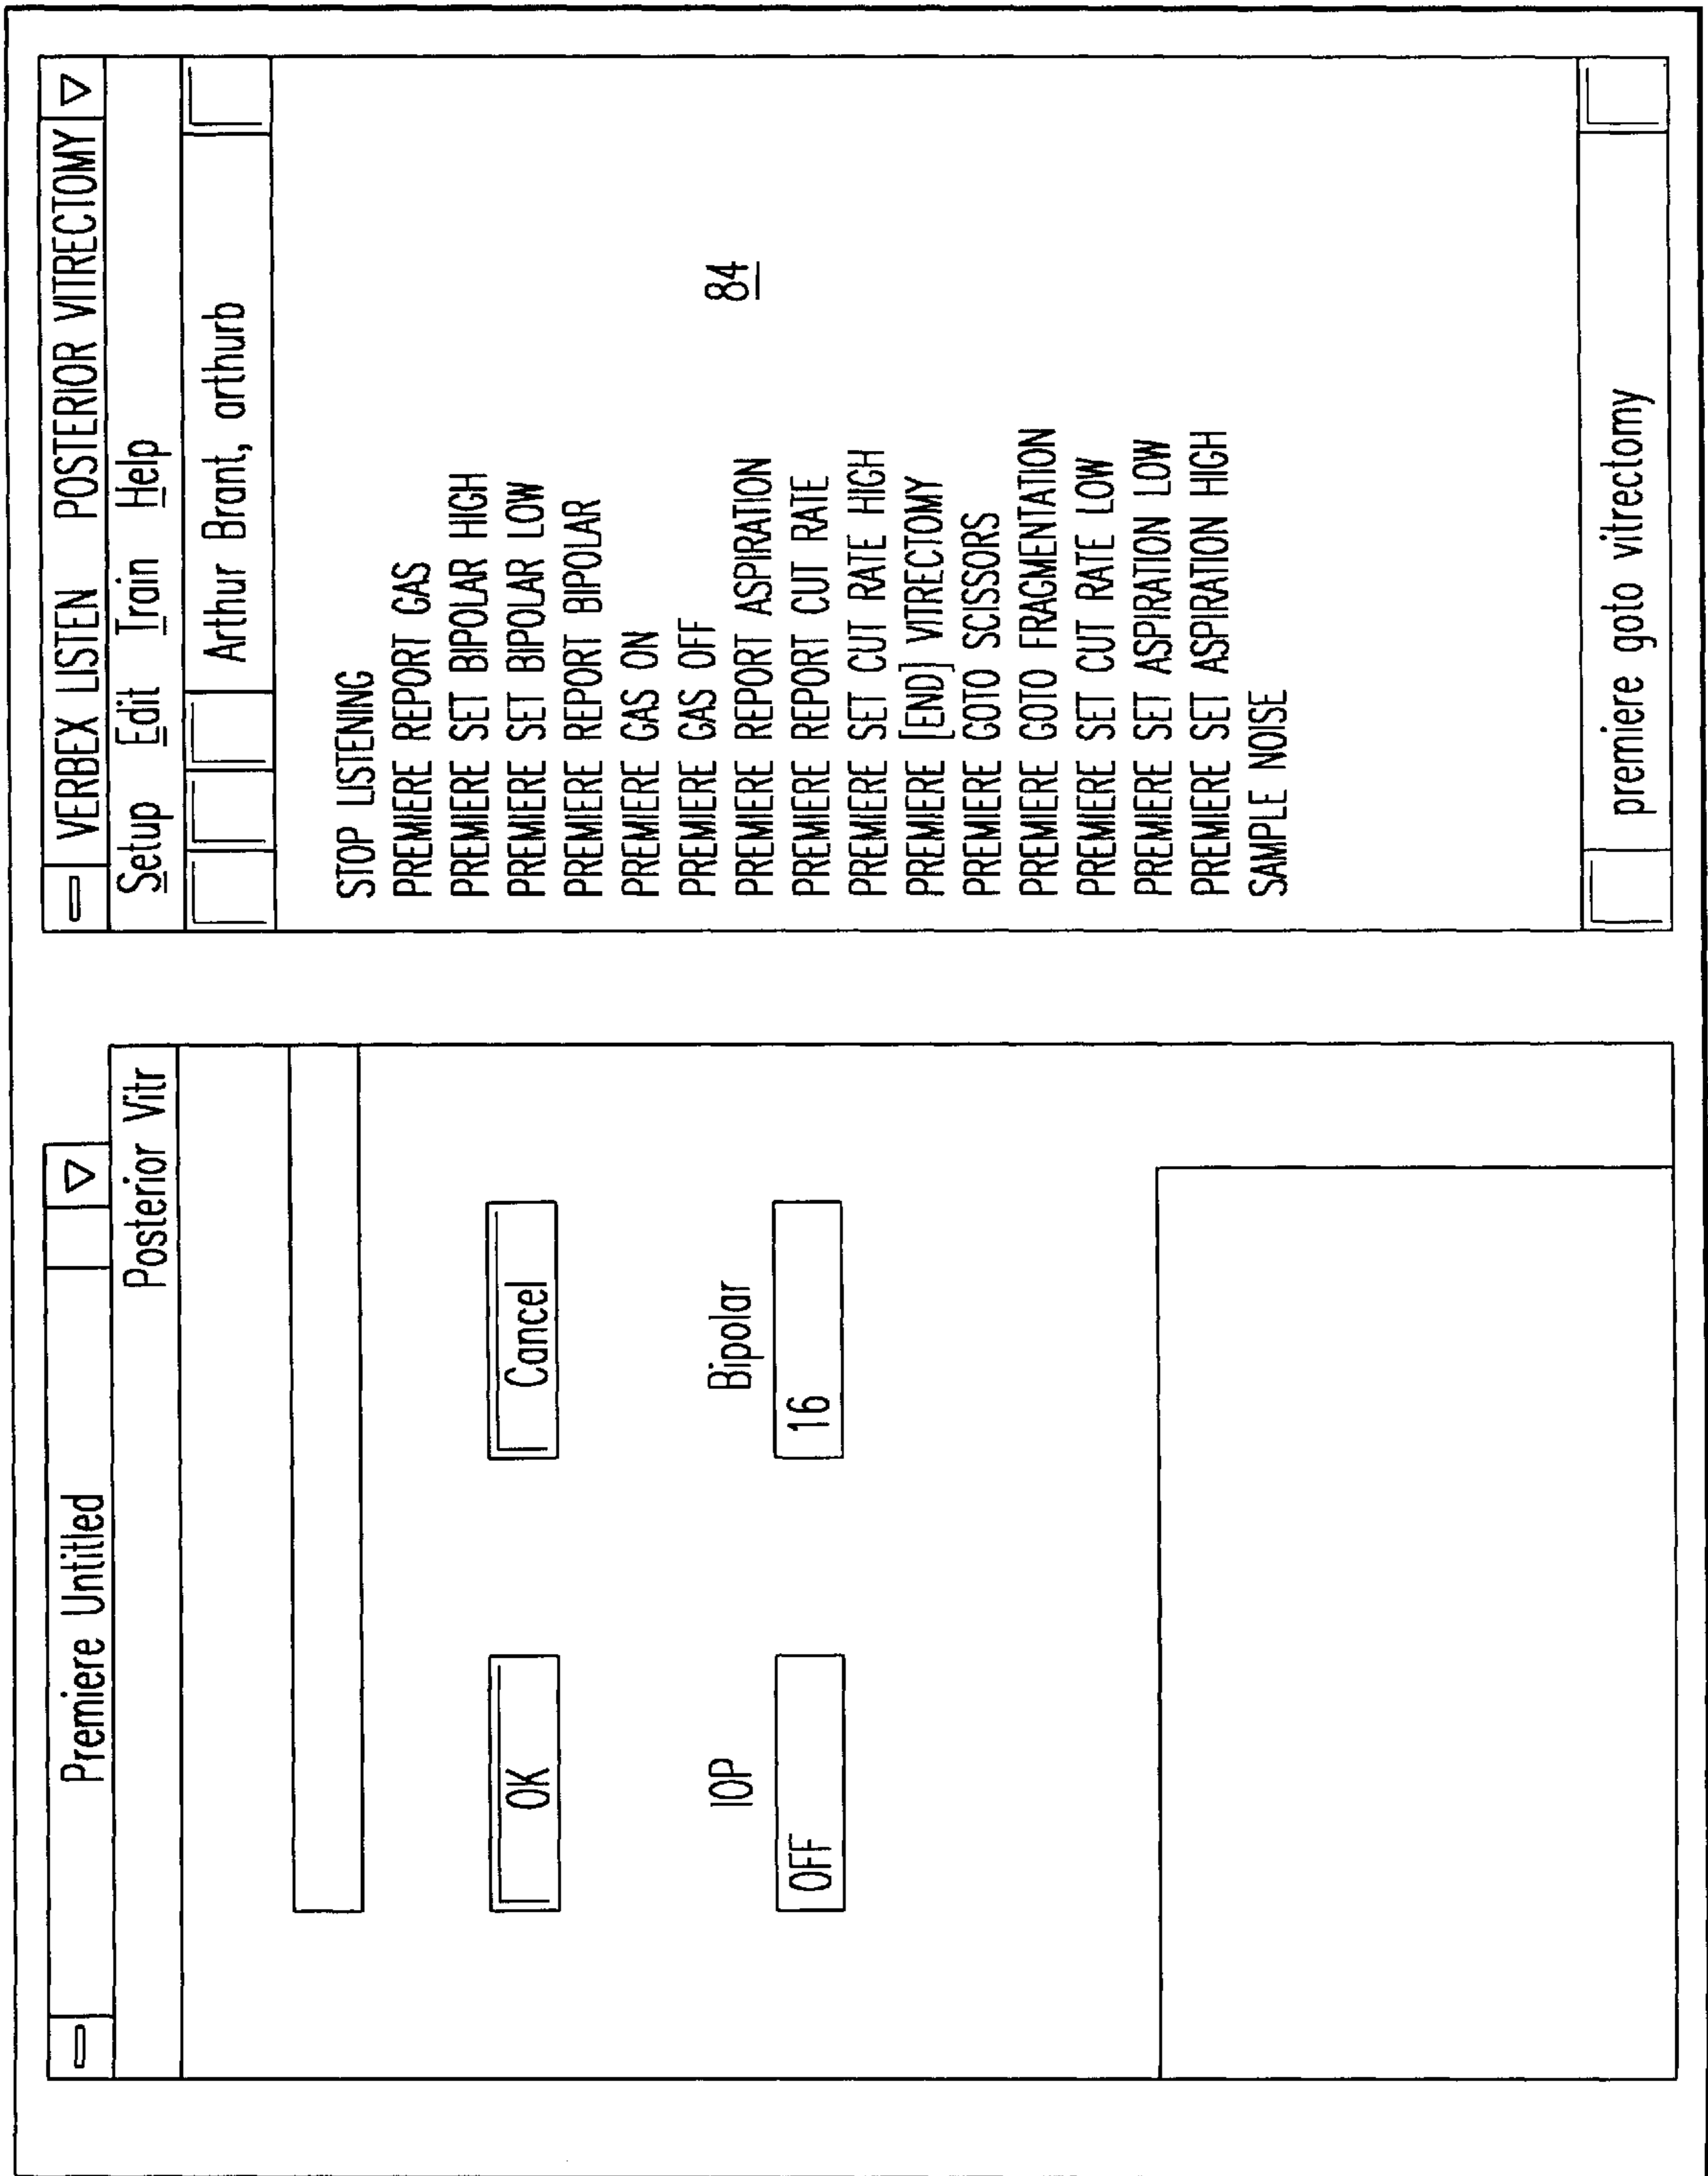 Premiere Untitled
Posterior Vitr
OK Cancel
IOP Bipolar
OFF 16
VERBEX LISTEN POSTERIOR VITRECTOMY
Setup Edit Train Help
Arthur Brant, arthurb
STOP LISTENING
PREMIERE REPORT GAS
PREMIERE SET BIPOLAR HIGH
PREMIERE SET BIPOLAR LOW
PREMIERE REPORT BIPOLAR
PREMIERE GAS ON
PREMIERE GAS OFF
84
PREMIERE REPORT ASPIRATION
PREMIERE REPORT CUT RATE
PREMIERE SET CUT RATE HIGH
PREMIERE [END] VITRECTOMY
PREMIERE GOTO SCISSORS
PREMIERE GOTO FRAGMENTATION
PREMIERE SET CUT RATE LOW
PREMIERE SET ASPIRATION LOW
PREMIERE SET ASPIRATION HIGH
SAMPLE NOISE
premiere goto vitrectomy